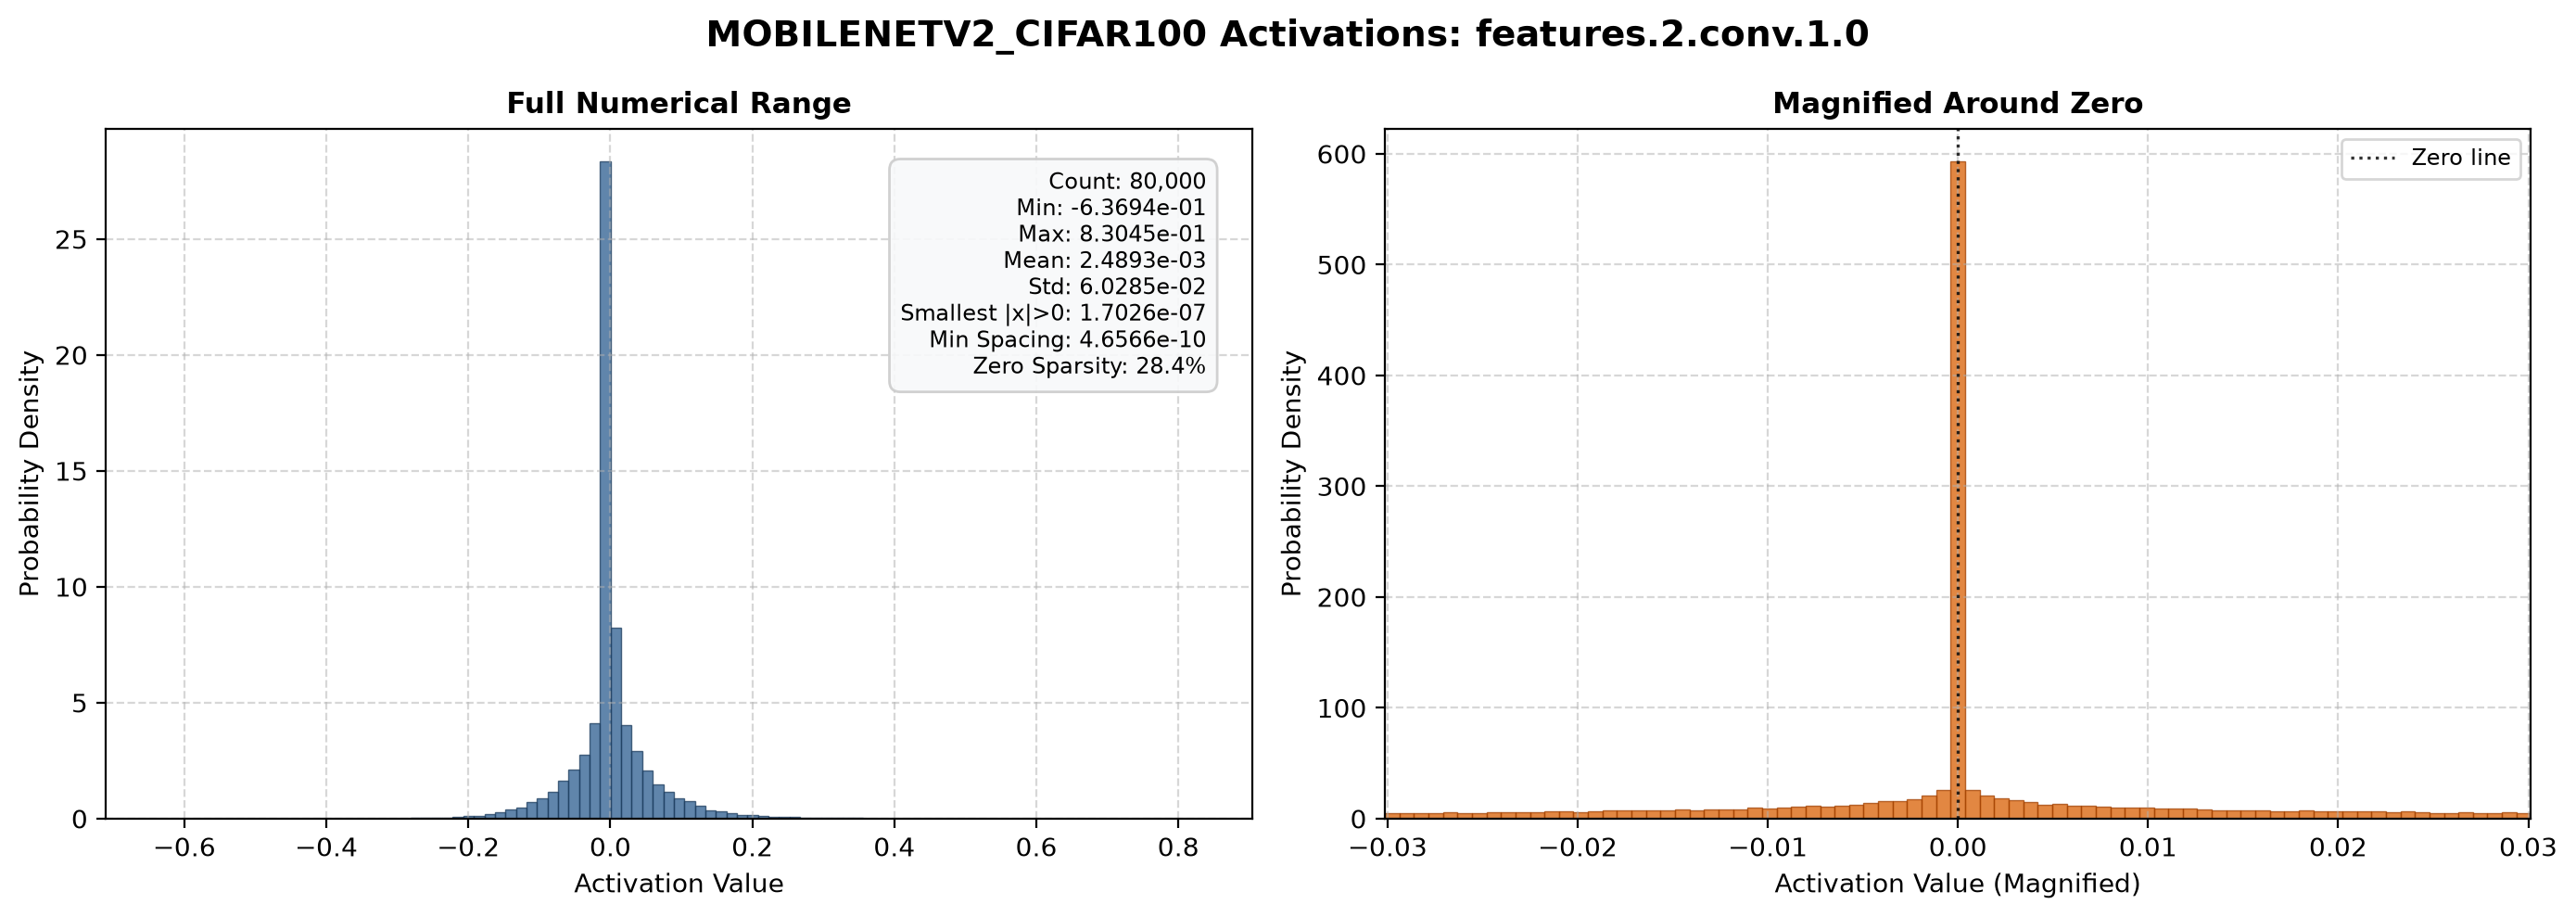 MOBILENETV2_CIFAR100 Activations: features.2.conv.1.0
Full Numerical Range
Probability Density
25
20
15
10
5
0
Count: 80,000
Min: -6.3694e-01
Max: 8.3045e-01
Mean: 2.4893e-03
Std: 6.0285e-02
Smallest |x|>0: 1.7026e-07
Min Spacing: 4.6566e-10
Zero Sparsity: 28.4%
−0.6 −0.4 −0.2 0.0 0.2 0.4 0.6 0.8
Activation Value
Magnified Around Zero
Probability Density
600
500
400
300
200
100
0
Zero line
−0.03 −0.02 −0.01 0.00 0.01 0.02 0.03
Activation Value (Magnified)